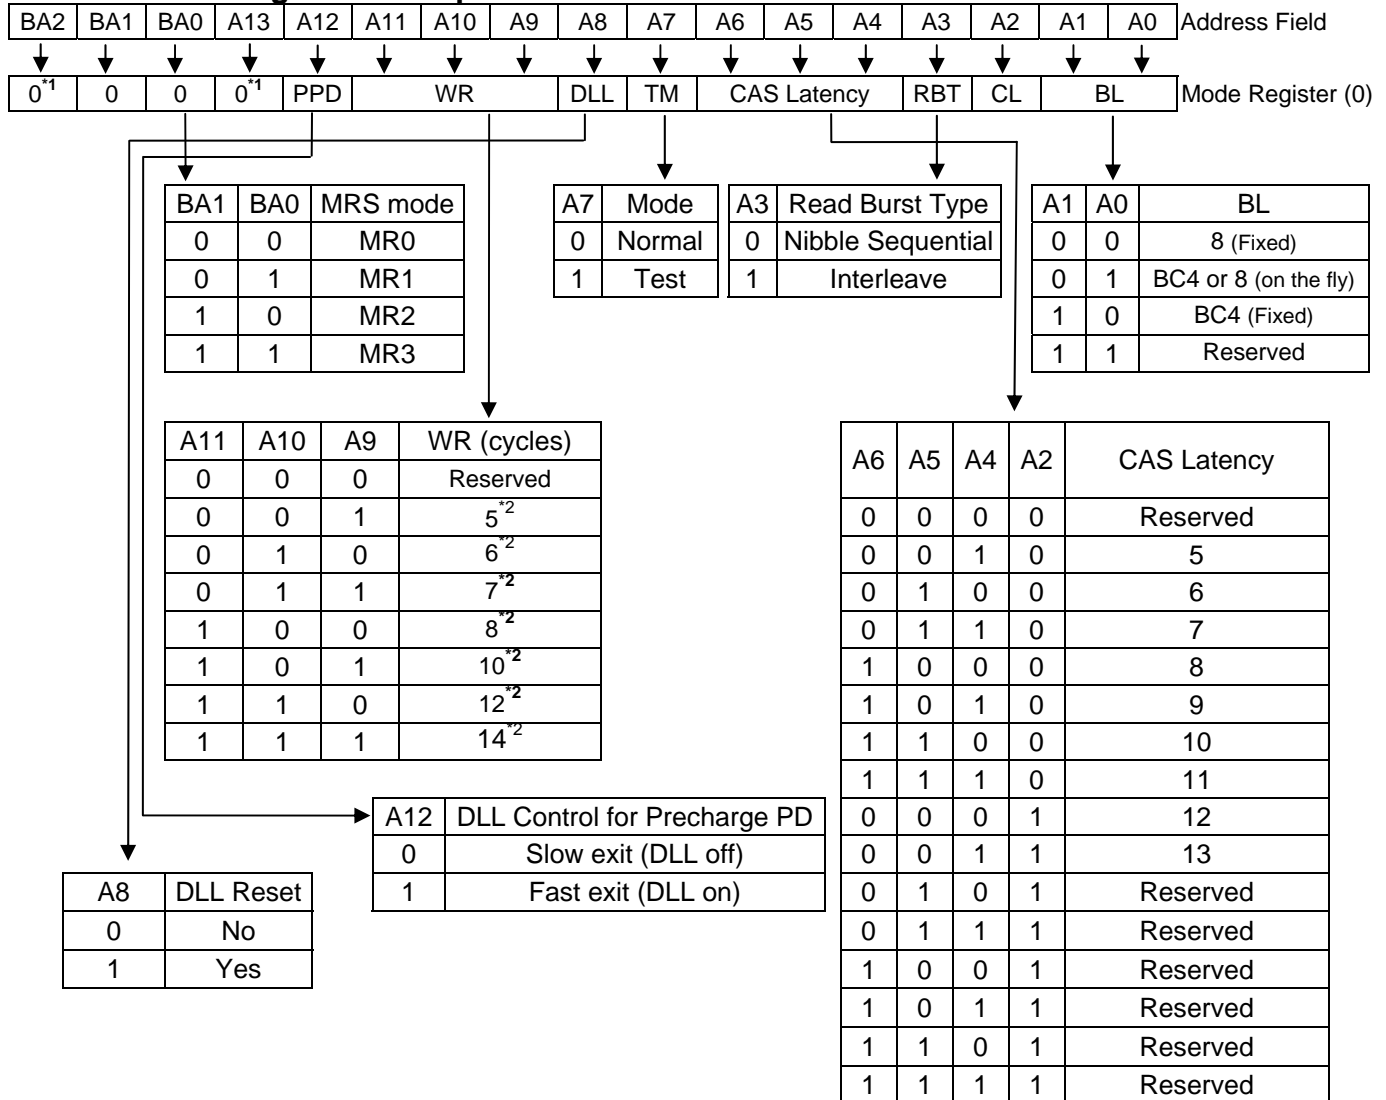 BA2 BA1 BA0 A13 A12 A11 A10 A9 A8 A7 A6 A5 A4 A3 A2 A1 A0 Address Field
0*1 0 0 0*1 PPD WR DLL TM CAS Latency RBT CL BL Mode Register (0)
BA1 BA0 MRS mode
0 0 MR0
0 1 MR1
1 0 MR2
1 1 MR3
A7 Mode
0 Normal
1 Test
A3 Read Burst Type
0 Nibble Sequential
1 Interleave
A1 A0 BL
0 0 8 (Fixed)
0 1 BC4 or 8 (on the fly)
1 0 BC4 (Fixed)
1 1 Reserved
A11 A10 A9 WR (cycles)
0 0 0 Reserved
0 0 1 5*2
0 1 0 6*2
0 1 1 7*2
1 0 0 8*2
1 0 1 10*2
1 1 0 12*2
1 1 1 14*2
A6 A5 A4 A2 CAS Latency
0 0 0 0 Reserved
0 0 1 0 5
0 1 0 0 6
0 1 1 0 7
1 0 0 0 8
1 0 1 0 9
1 1 0 0 10
1 1 1 0 11
0 0 0 1 12
0 0 1 1 13
0 1 0 1 Reserved
0 1 1 1 Reserved
1 0 0 1 Reserved
1 0 1 1 Reserved
1 1 0 1 Reserved
1 1 1 1 Reserved
A12 DLL Control for Precharge PD
0 Slow exit (DLL off)
1 Fast exit (DLL on)
A8 DLL Reset
0 No
1 Yes